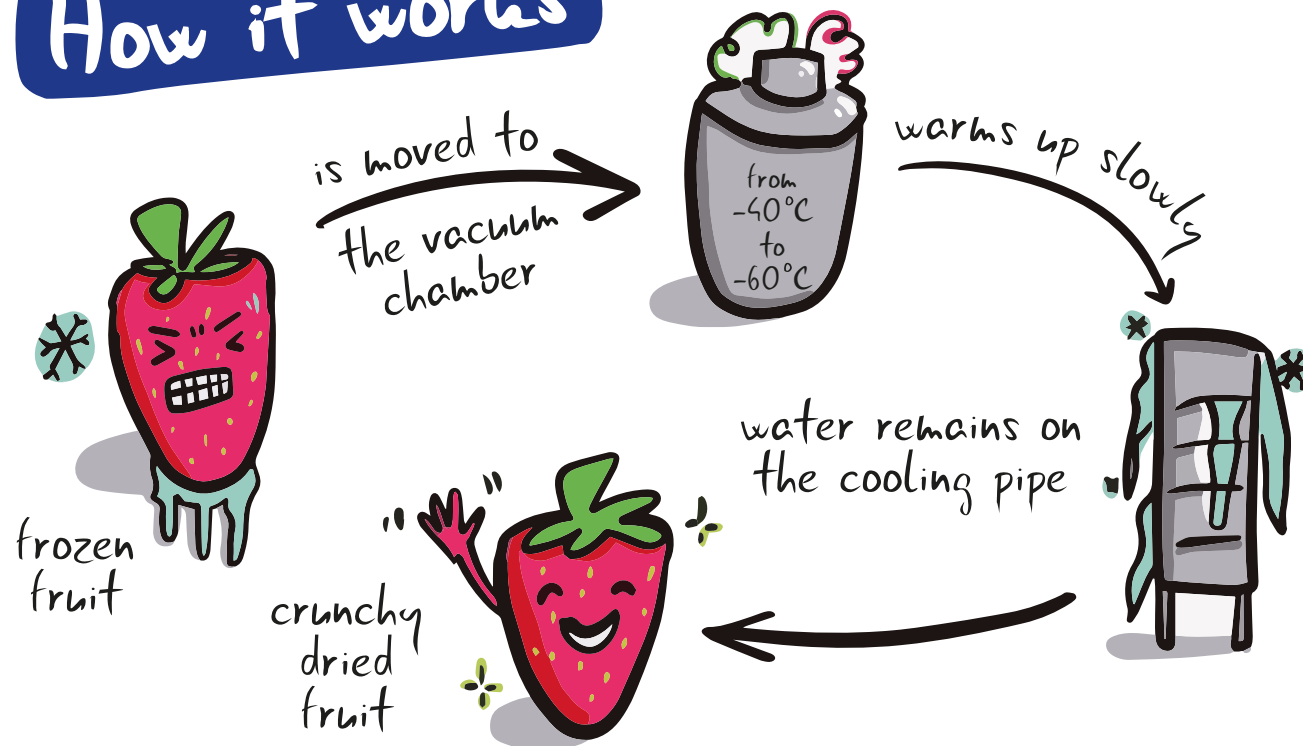 How it works
is moved to
the vacuum
chamber
from
-40°C
to
-60°C
warms up slowly
water remains on
the cooling pipe
frozen
fruit
crunchy
dried
fruit